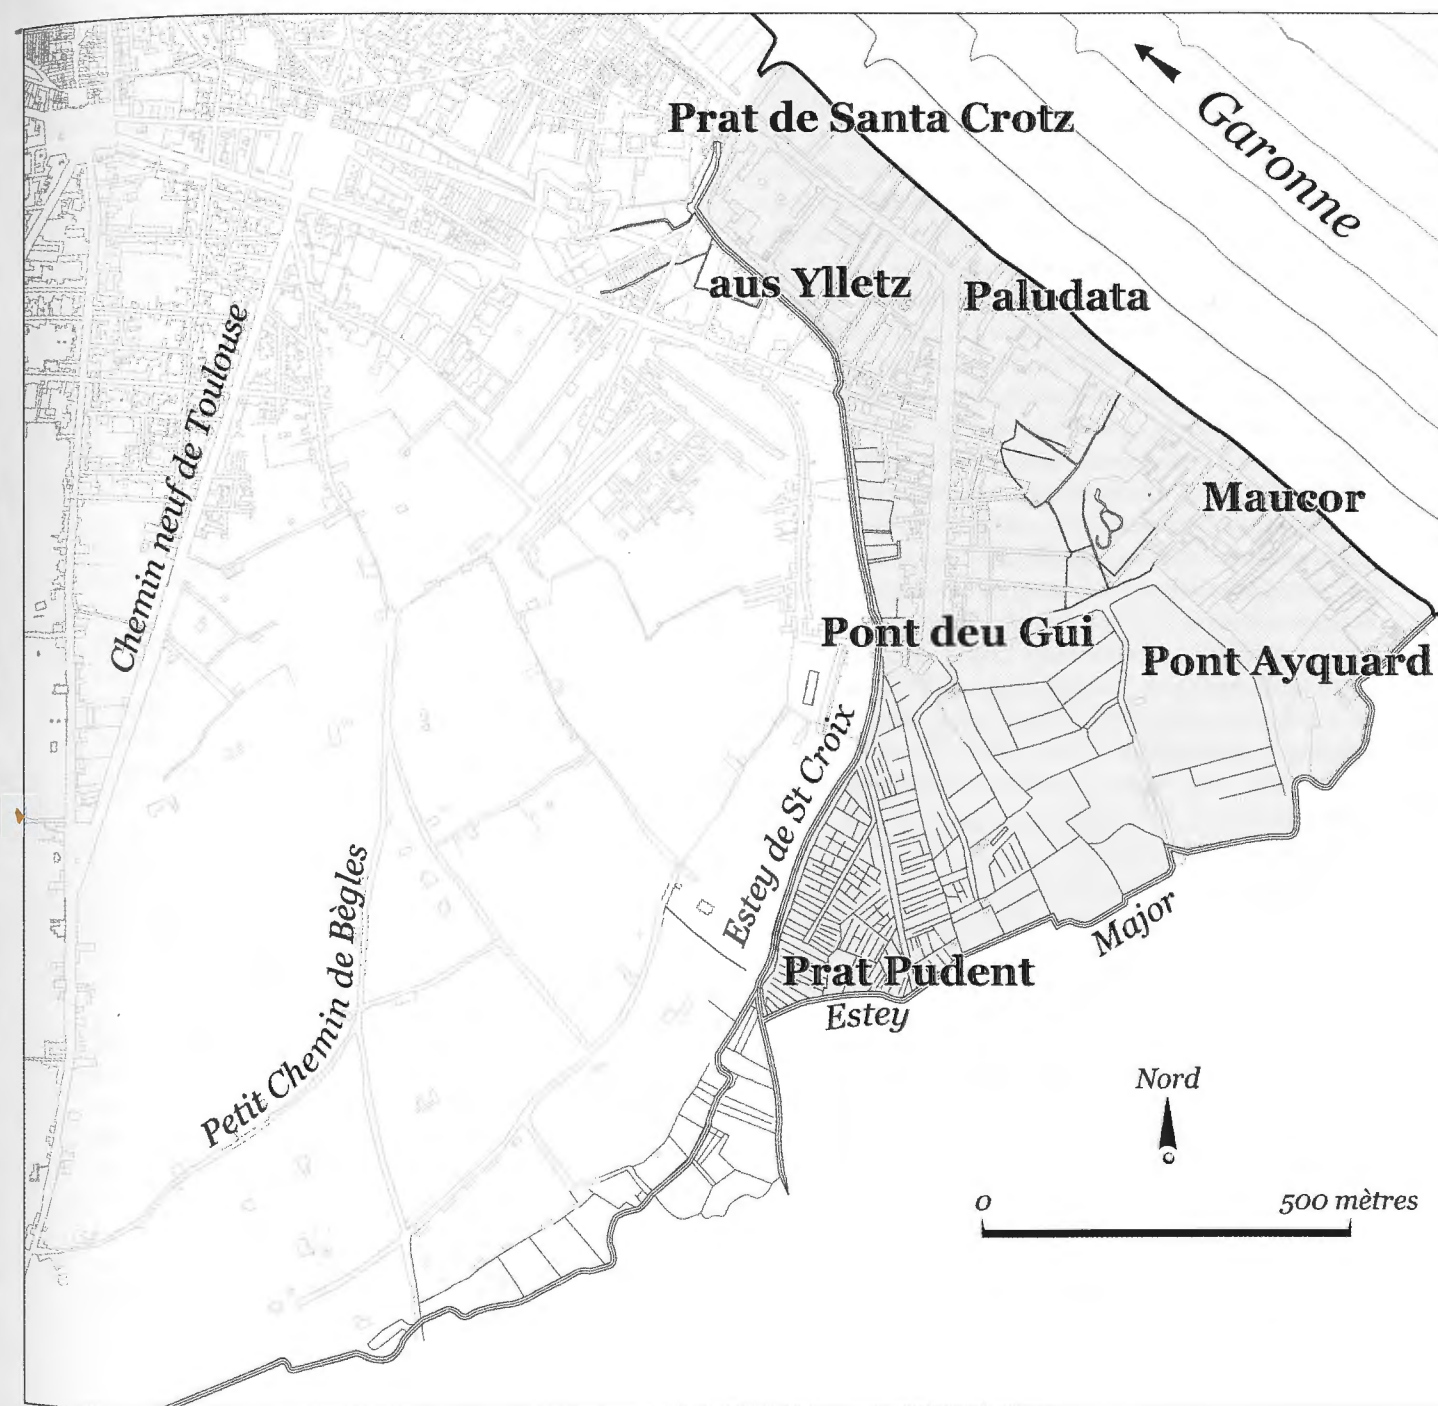 Prat de Santa Crotz
Garonne
aus Ylletz
Paludata
Chemin neuf de Toulouse
Maucor
Pont deu Gui
Pont Ayquard
Estey de St Croix
Petit Chemin de Bègles
Major
Prat Pudent
Estey
Nord
0
500 mètres